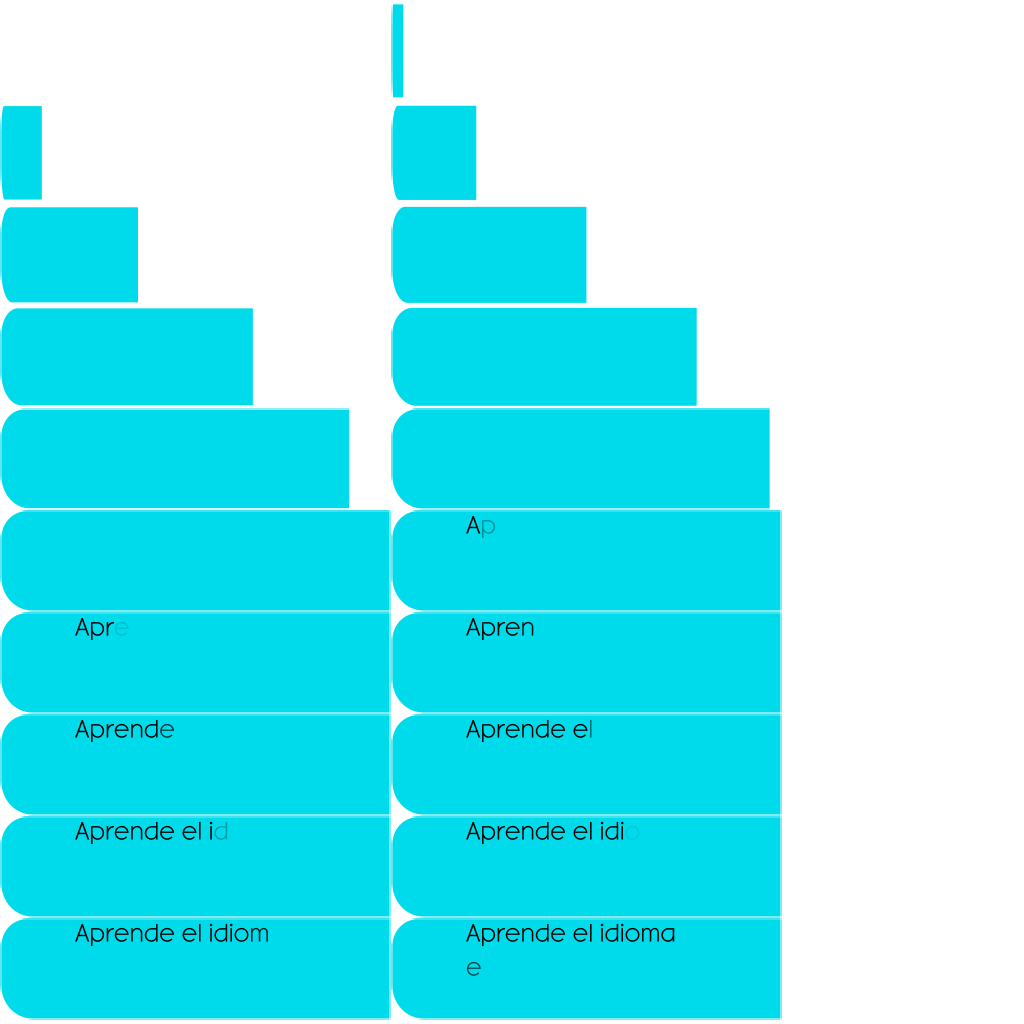 Ap
Apre
Apren
Aprende
Aprende el
Aprende el id
Aprende el idio
Aprende el idiom
Aprende el idioma
e